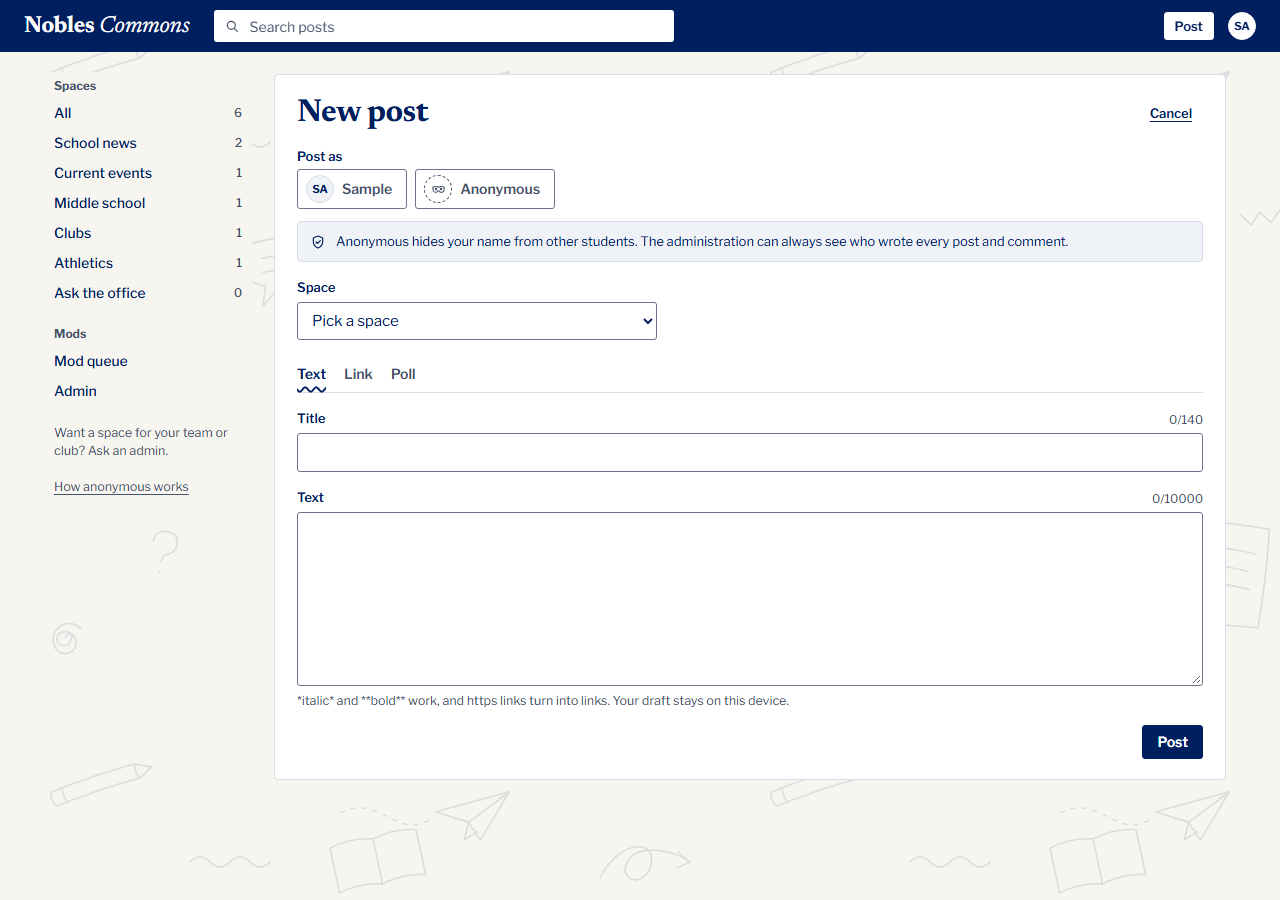 Nobles Commons
Search posts
Post
SA
Spaces
All 6
School news 2
Current events 1
Middle school 1
Clubs 1
Athletics 1
Ask the office 0
Mods
Mod queue
Admin
Want a space for your team or
club? Ask an admin.
How anonymous works
New post
Cancel
Post as
SA Sample
Anonymous
Anonymous hides your name from other students. The administration can always see who wrote every post and comment.
Space
Pick a space
Text Link Poll
Title 0/140
Text 0/10000
*italic* and **bold** work, and https links turn into links. Your draft stays on this device.
Post